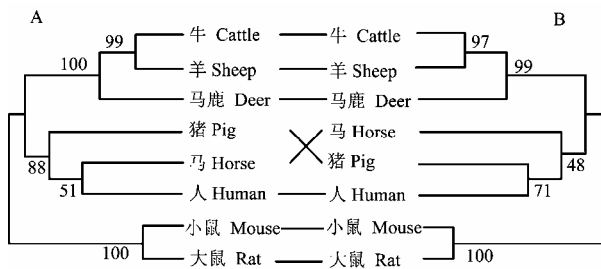 A B
99 牛 Cattle 牛 Cattle 97
100 羊 Sheep 羊 Sheep 99
马鹿 Deer 马鹿 Deer
猪 Pig 马 Horse
88 马 Horse 猪 Pig 48
51 人 Human 人 Human 71
小鼠 Mouse 小鼠 Mouse
100 大鼠 Rat 大鼠 Rat 100